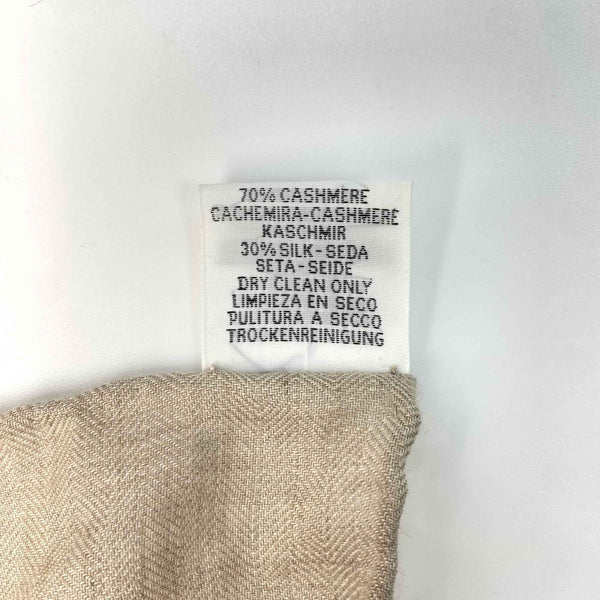 70% CASHMERE
CACHEMIRA-CASHMERE
KASCHMIR
30% SILK-SEDA
SETA-SEIDE
DRY CLEAN ONLY
LIMPIEZA EN SECO
PULITURA A SECCO
TROCKENREINIGUNG